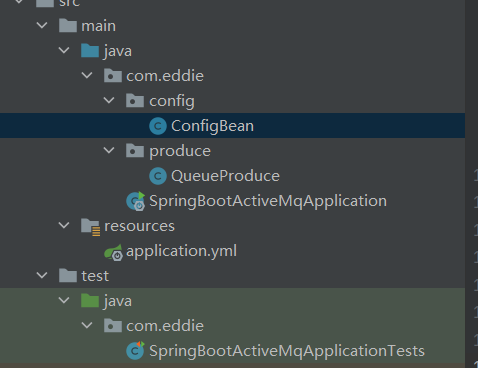 src
main
java
com.eddie
config
ConfigBean
produce
QueueProduce
SpringBootActiveMqApplication
resources
application.yml
test
java
com.eddie
SpringBootActiveMqApplicationTests